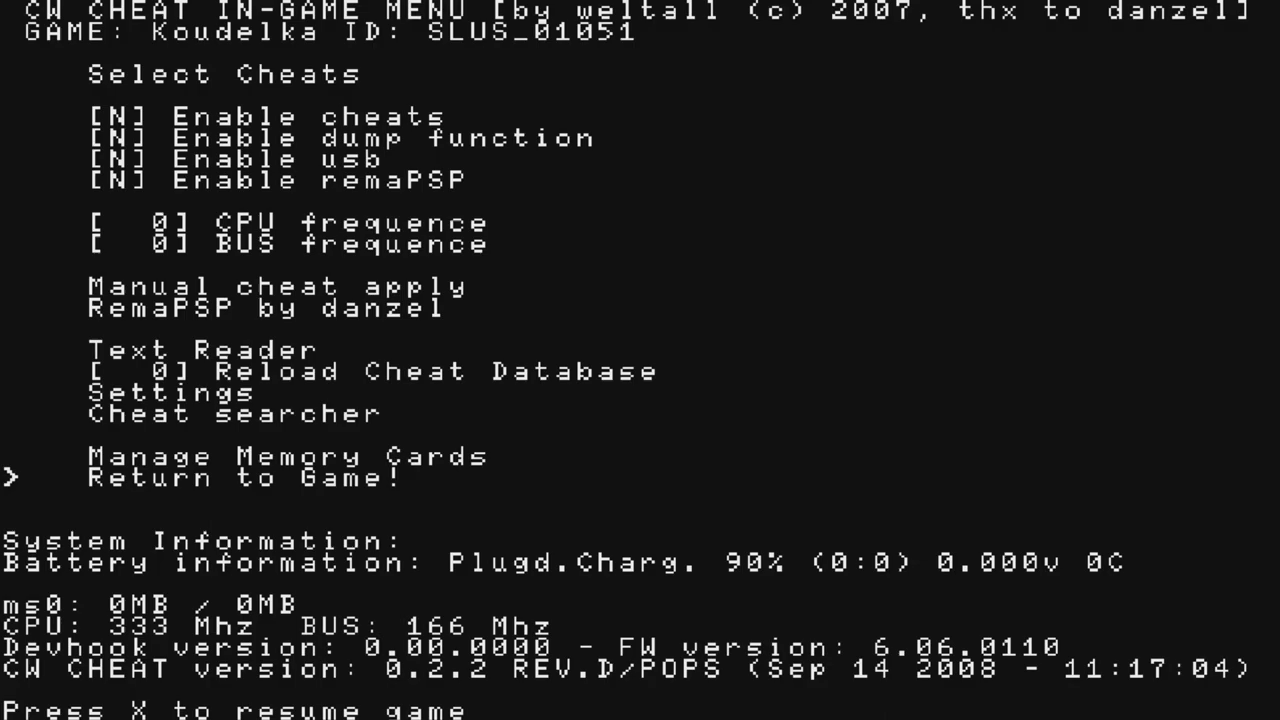 CW CHEAT IN-GAME MENU [by weltall (c) 2007, thx to danzel]
GAME: Koudelka ID: SLUS_01051
Select Cheats
[N] Enable cheats
[N] Enable dump function
[N] Enable usb
[N] Enable remaPSP
[  0] CPU frequence
[  0] BUS frequence
Manual cheat apply
RemaPSP by danzel
Text Reader
[  0] Reload Cheat Database
Settings
Cheat searcher
Manage Memory Cards
> Return to Game!
System Information:
Battery information: Plugd.Charg. 90% (0:0) 0.000v 0C
ms0: 0MB / 0MB
CPU: 333 Mhz  BUS: 166 Mhz
Devhook version: 0.00.0000 - FW version: 6.06.0110
CW CHEAT version: 0.2.2 REV.D/POPS (Sep 14 2008 - 11:17:04)
Press X to resume game